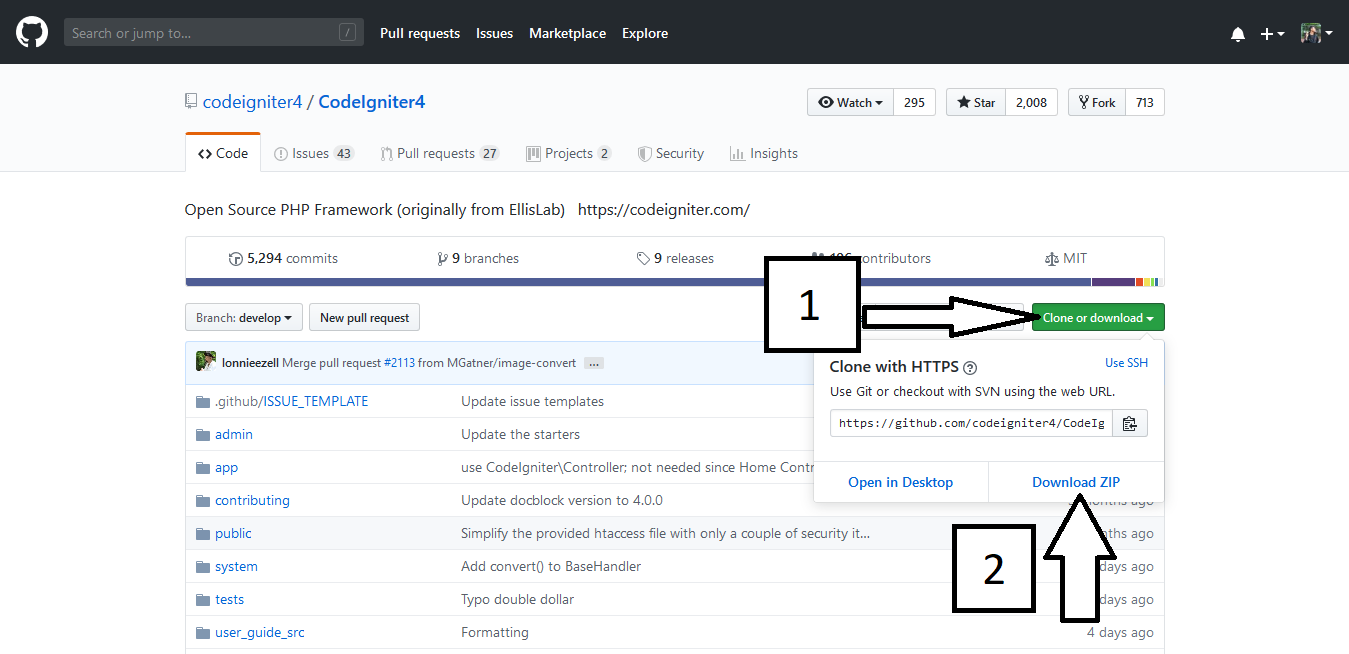 Search or jump to... /
Pull requests Issues Marketplace Explore
codeigniter4 / CodeIgniter4
Watch 295 Star 2,008 Fork 713
Code Issues 43 Pull requests 27 Projects 2 Security Insights
Open Source PHP Framework (originally from EllisLab) https://codeigniter.com/
5,294 commits 9 branches 9 releases contributors MIT
1
Branch: develop New pull request Clone or download
lonnieezell Merge pull request #2113 from MGatner/image-convert ...
Clone with HTTPS ? Use SSH
Use Git or checkout with SVN using the web URL.
https://github.com/codeigniter4/CodeIg
Open in Desktop Download ZIP
.github/ISSUE_TEMPLATE Update issue templates
admin Update the starters
app use CodeIgniter\Controller; not needed since Home Contr
contributing Update docblock version to 4.0.0 months ago
public Simplify the provided htaccess file with only a couple of security it... ago
2
system Add convert() to BaseHandler days ago
tests Typo double dollar days ago
user_guide_src Formatting 4 days ago